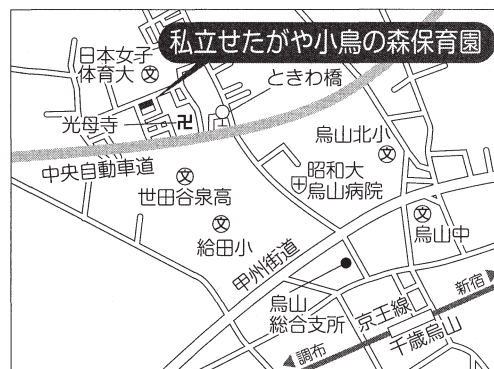 私立せたがや小鳥の森保育園
日本女子
体育大
ときわ橋
光母寺
中央自動車道
烏山北小
昭和大
烏山病院
世田谷泉高
給田小
烏山中
甲州街道
烏山
総合支所
京王線
新宿
千歳烏山
調布